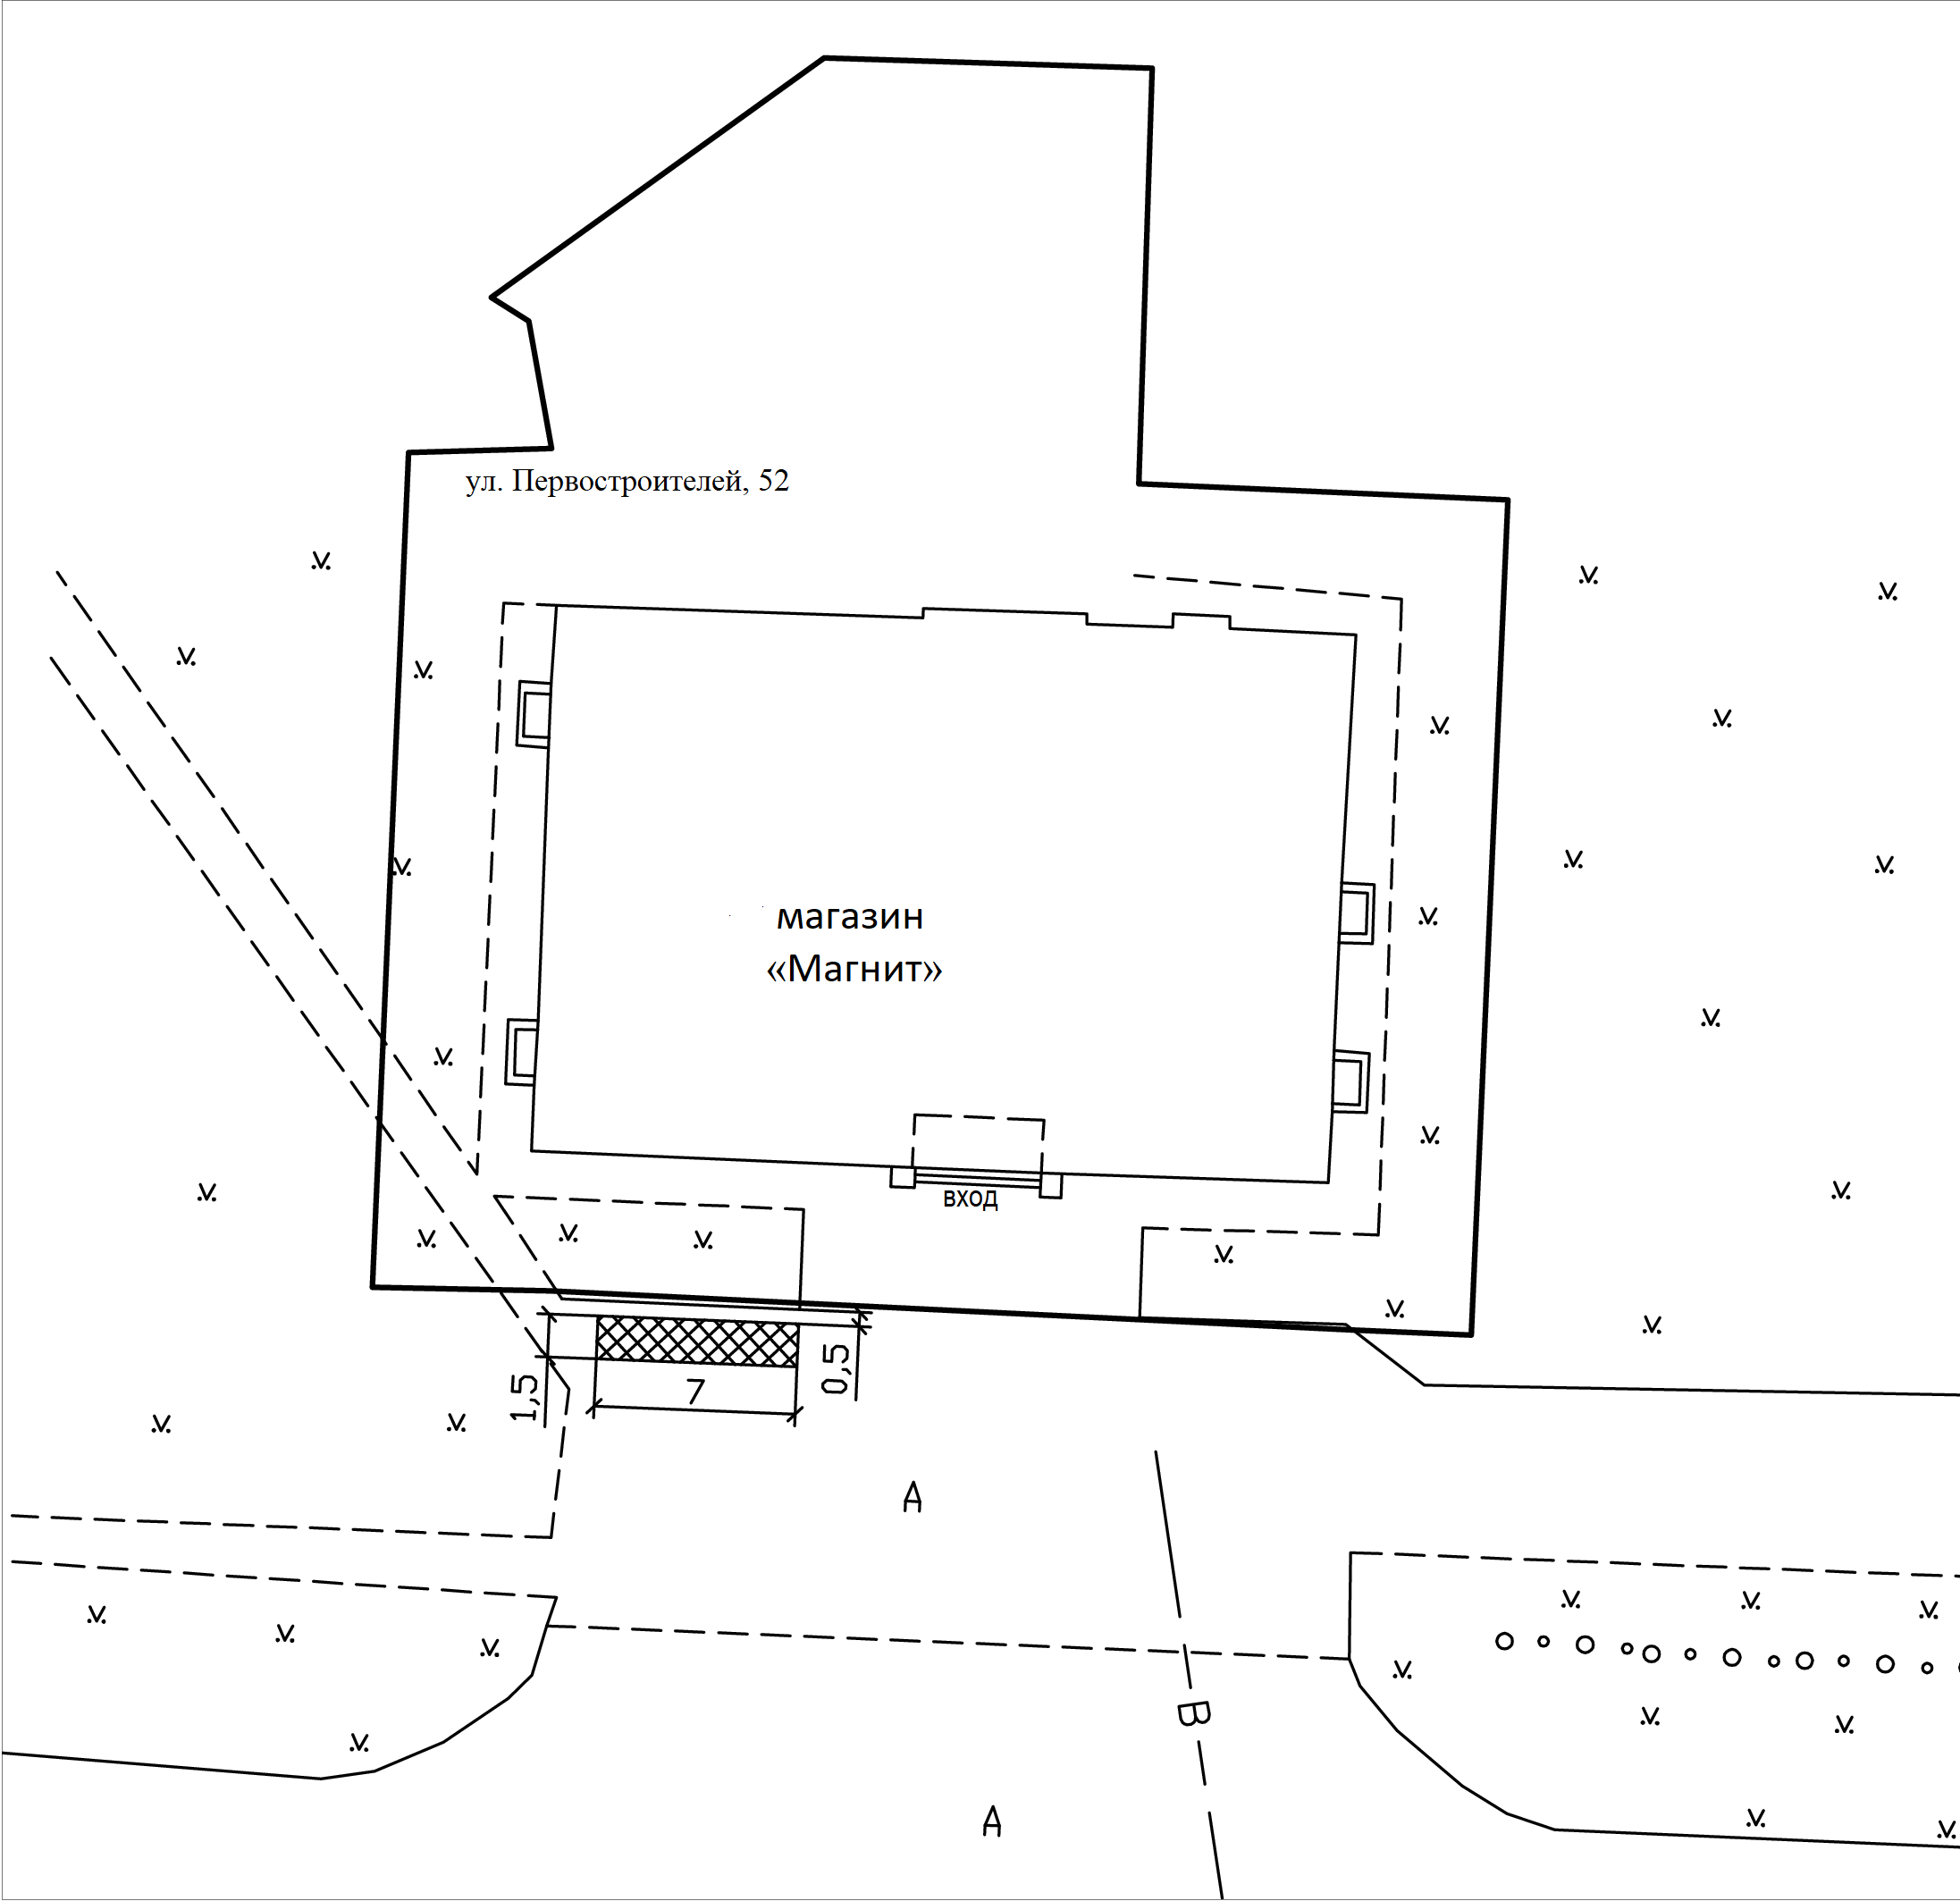 ул. Первостроителей, 52
магазин
«Магнит»
вход
1,5
7
0,5
А
В
А